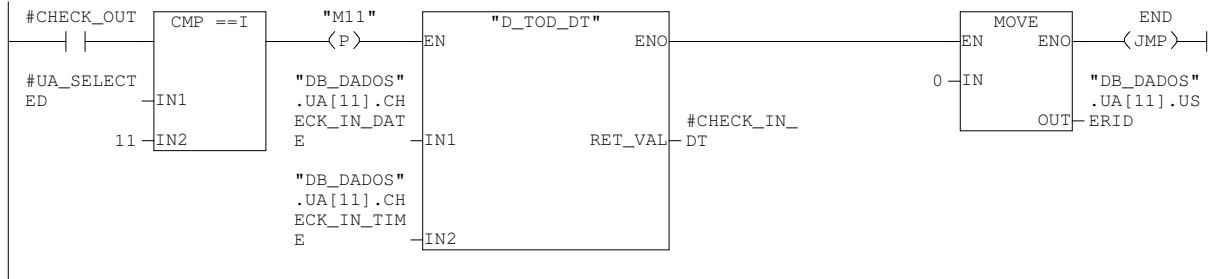 #CHECK_OUT
CMP ==I
#UA_SELECT
ED
IN1
11
IN2
"M11"
P
"D_TOD_DT"
EN
ENO
"DB_DADOS"
.UA[11].CH
ECK_IN_DAT
E
IN1
RET_VAL
#CHECK_IN_
DT
"DB_DADOS"
.UA[11].CH
ECK_IN_TIM
E
IN2
MOVE
EN
ENO
0
IN
OUT
END
JMP
"DB_DADOS"
.UA[11].US
ERID